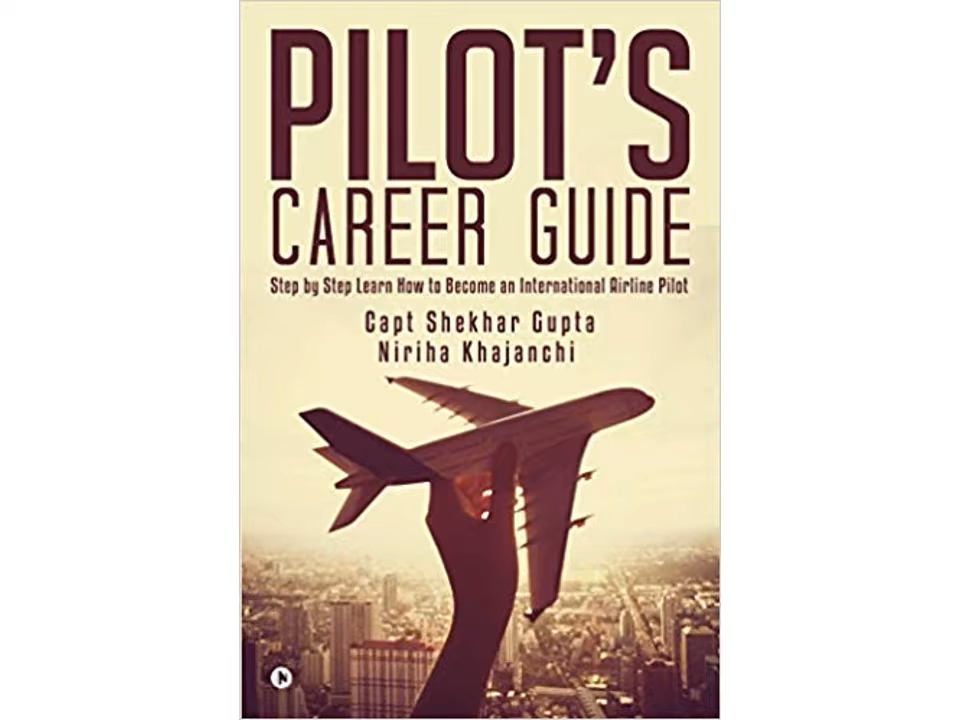 PILOT'S
CAREER GUIDE
Step by Step Learn How to Become an International Airline Pilot
Capt Shekhar Gupta
Niriha Khajanchi